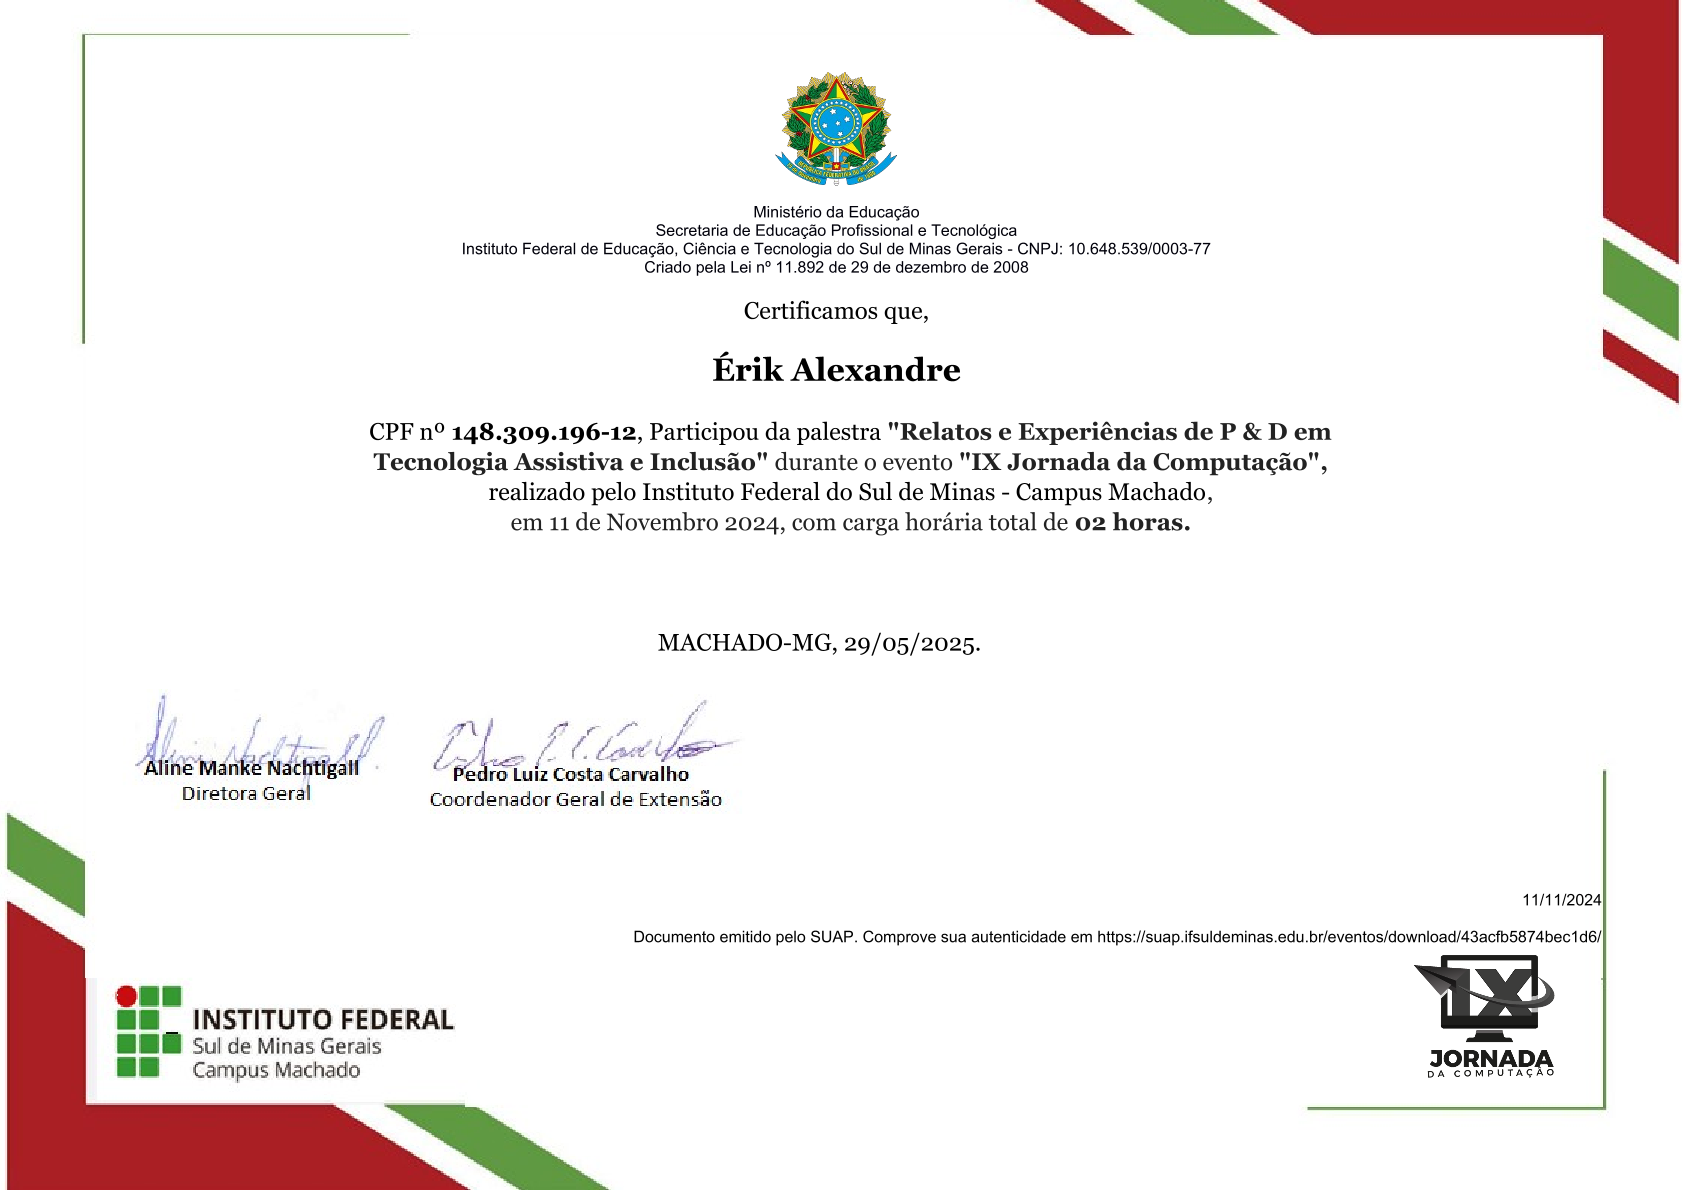 Ministério da Educação
Secretaria de Educação Profissional e Tecnológica
Instituto Federal de Educação, Ciência e Tecnologia do Sul de Minas Gerais - CNPJ: 10.648.539/0003-77
Criado pela Lei nº 11.892 de 29 de dezembro de 2008
Certificamos que,
Érik Alexandre
CPF nº 148.309.196-12, Participou da palestra "Relatos e Experiências de P & D em
Tecnologia Assistiva e Inclusão" durante o evento "IX Jornada da Computação",
realizado pelo Instituto Federal do Sul de Minas - Campus Machado,
em 11 de Novembro 2024, com carga horária total de 02 horas.
MACHADO-MG, 29/05/2025.
Aline Manke Nachtigall
Diretora Geral
Pedro Luiz Costa Carvalho
Coordenador Geral de Extensão
11/11/2024
Documento emitido pelo SUAP. Comprove sua autenticidade em https://suap.ifsuldeminas.edu.br/eventos/download/43acfb5874bec1d6/
INSTITUTO FEDERAL
Sul de Minas Gerais
Campus Machado
IX
JORNADA
DA COMPUTAÇÃO